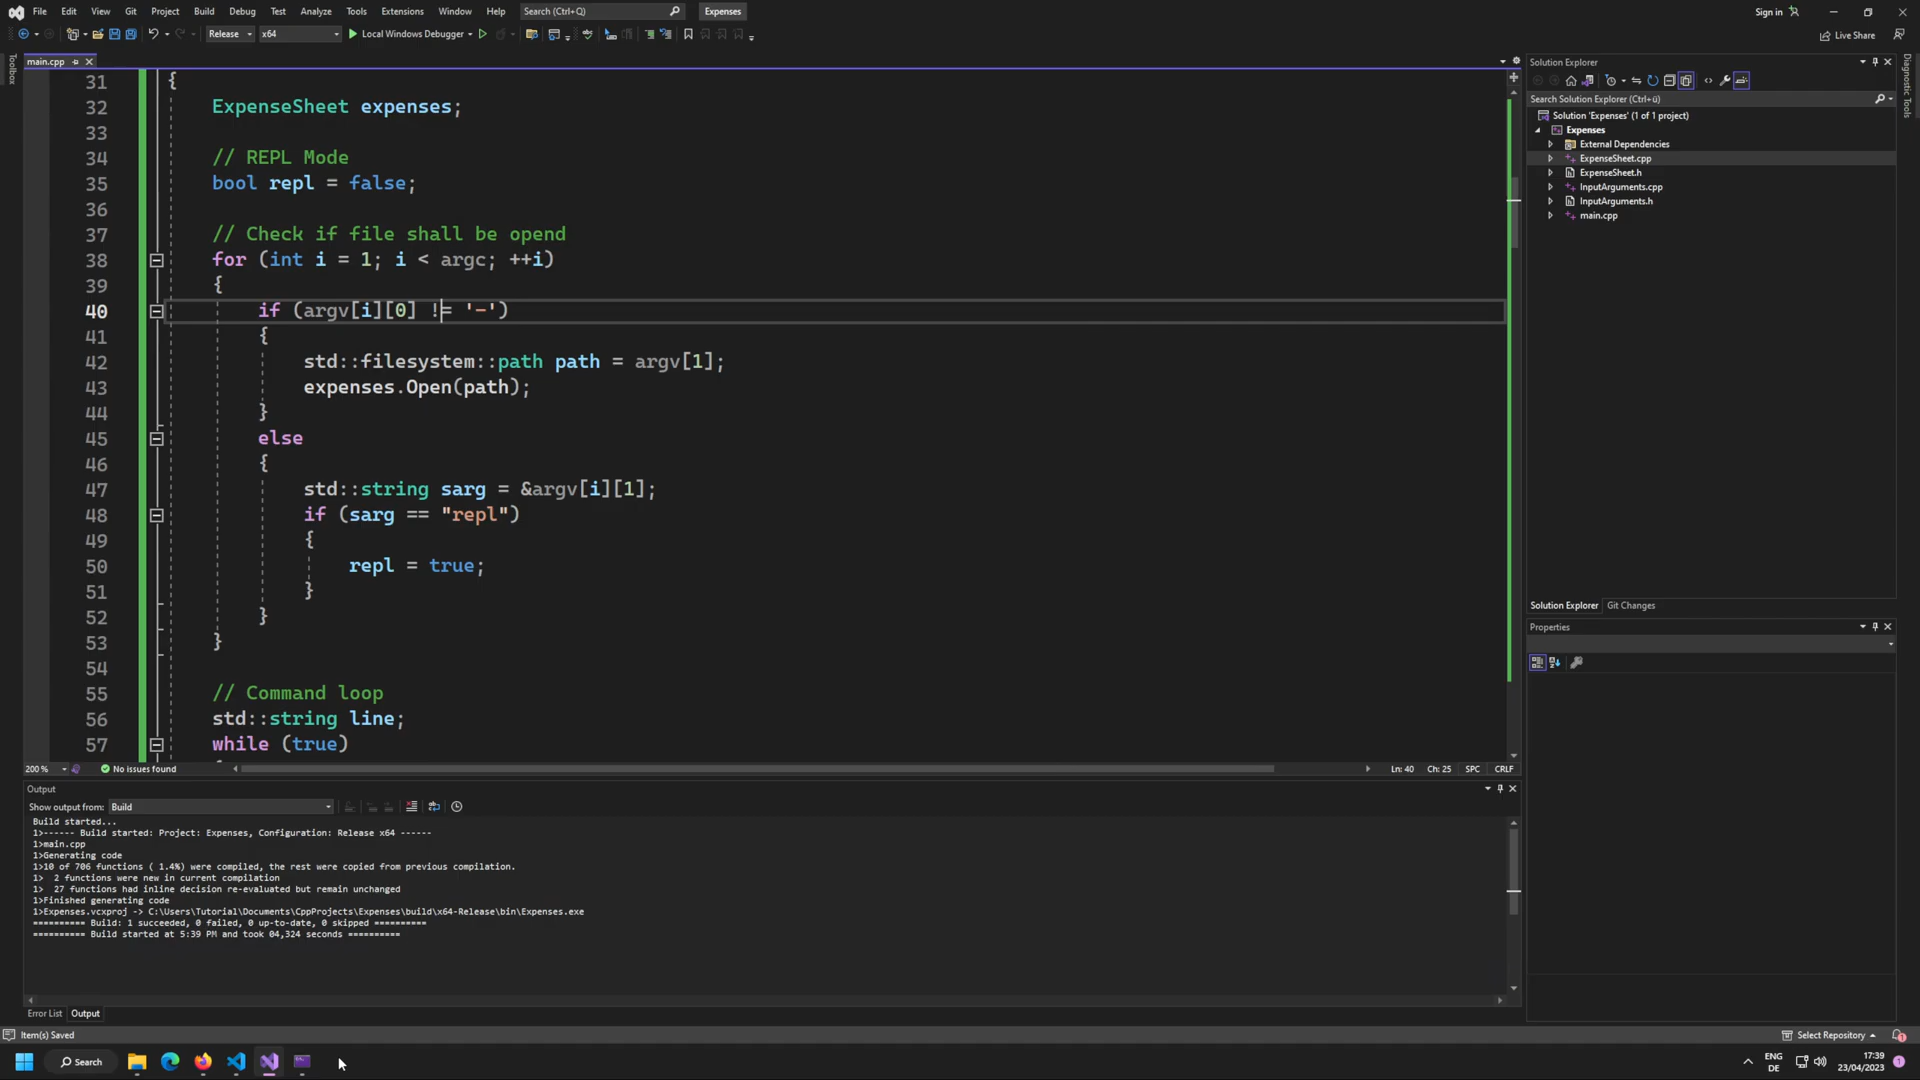 File Edit View Git Project Build Debug Test Analyze Tools Extensions Window Help Search (Ctrl+Q) Expenses Sign in
Release x64 Local Windows Debugger Live Share
Toolbox
main.cpp
31 {
32 ExpenseSheet expenses;
33
34 // REPL Mode
35 bool repl = false;
36
37 // Check if file shall be opend
38 for (int i = 1; i < argc; ++i)
39 {
40 if (argv[i][0] != '-')
41 {
42 std::filesystem::path path = argv[1];
43 expenses.Open(path);
44 }
45 else
46 {
47 std::string sarg = &argv[i][1];
48 if (sarg == "repl")
49 {
50 repl = true;
51 }
52 }
53 }
54
55 // Command loop
56 std::string line;
57 while (true)
200 % No issues found Ln: 40 Ch: 25 SPC CRLF
Output
Show output from: Build
Build started...
1>------ Build started: Project: Expenses, Configuration: Release x64 ------
1>main.cpp
1>Generating code
1>10 of 706 functions ( 1.4%) were compiled, the rest were copied from previous compilation.
1>  2 functions were new in current compilation
1>  27 functions had inline decision re-evaluated but remain unchanged
1>Finished generating code
1>Expenses.vcxproj -> C:\Users\Tutorial\Documents\CppProjects\Expenses\build\x64-Release\bin\Expenses.exe
========== Build: 1 succeeded, 0 failed, 0 up-to-date, 0 skipped ==========
========== Build started at 5:39 PM and took 04,324 seconds ==========
Error List Output
Solution Explorer
Search Solution Explorer (Ctrl+ü)
Solution 'Expenses' (1 of 1 project)
Expenses
External Dependencies
ExpenseSheet.cpp
ExpenseSheet.h
InputArguments.cpp
InputArguments.h
main.cpp
Solution Explorer Git Changes
Properties
Diagnostic Tools
Item(s) Saved Select Repository 1
Search
ENG
DE
17:39
23/04/2023
1